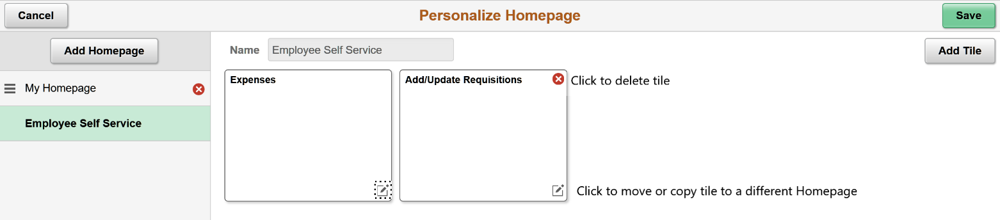 Cancel
Personalize Homepage
Save
Add Homepage
Name
Employee Self Service
Add Tile
My Homepage
Employee Self Service
Expenses
Add/Update Requisitions
Click to delete tile
Click to move or copy tile to a different Homepage